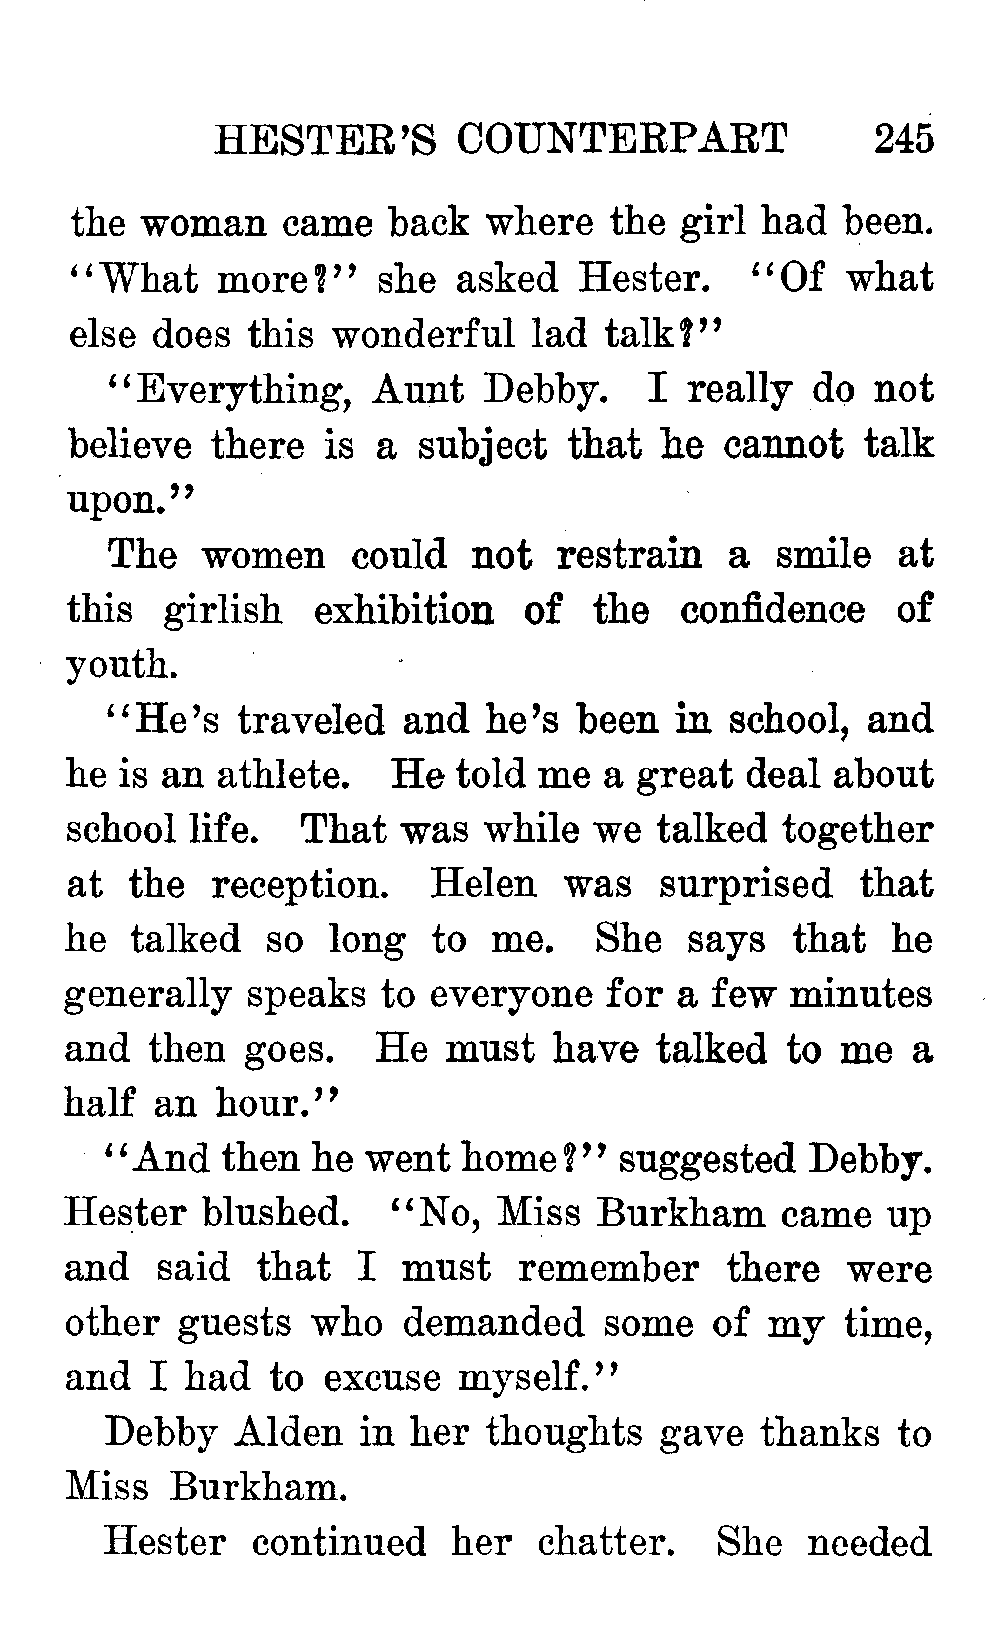 HESTER'S COUNTERPART 245
the woman came back where the girl had been.
"What more?" she asked Hester. "Of what
else does this wonderful lad talk?"
"Everything, Aunt Debby. I really do not
believe there is a subject that he cannot talk
upon."
The women could not restrain a smile at
this girlish exhibition of the confidence of
youth.
"He's traveled and he's been in school, and
he is an athlete. He told me a great deal about
school life. That was while we talked together
at the reception. Helen was surprised that
he talked so long to me. She says that he
generally speaks to everyone for a few minutes
and then goes. He must have talked to me a
half an hour."
"And then he went home?" suggested Debby.
Hester blushed. "No, Miss Burkham came up
and said that I must remember there were
other guests who demanded some of my time,
and I had to excuse myself."
Debby Alden in her thoughts gave thanks to
Miss Burkham.
Hester continued her chatter. She needed